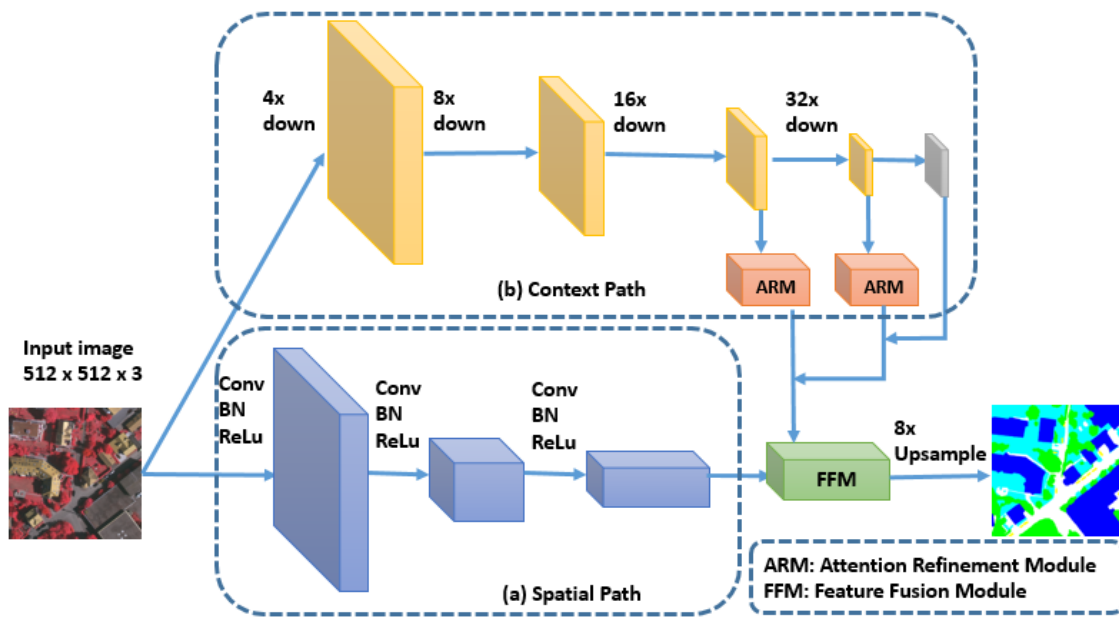 4x
down
8x
down
16x
down
32x
down
ARM
ARM
(b) Context Path
Input image
512 x 512 x 3
Conv
BN
ReLu
Conv
BN
ReLu
Conv
BN
ReLu
8x
Upsample
FFM
(a) Spatial Path
ARM: Attention Refinement Module
FFM: Feature Fusion Module